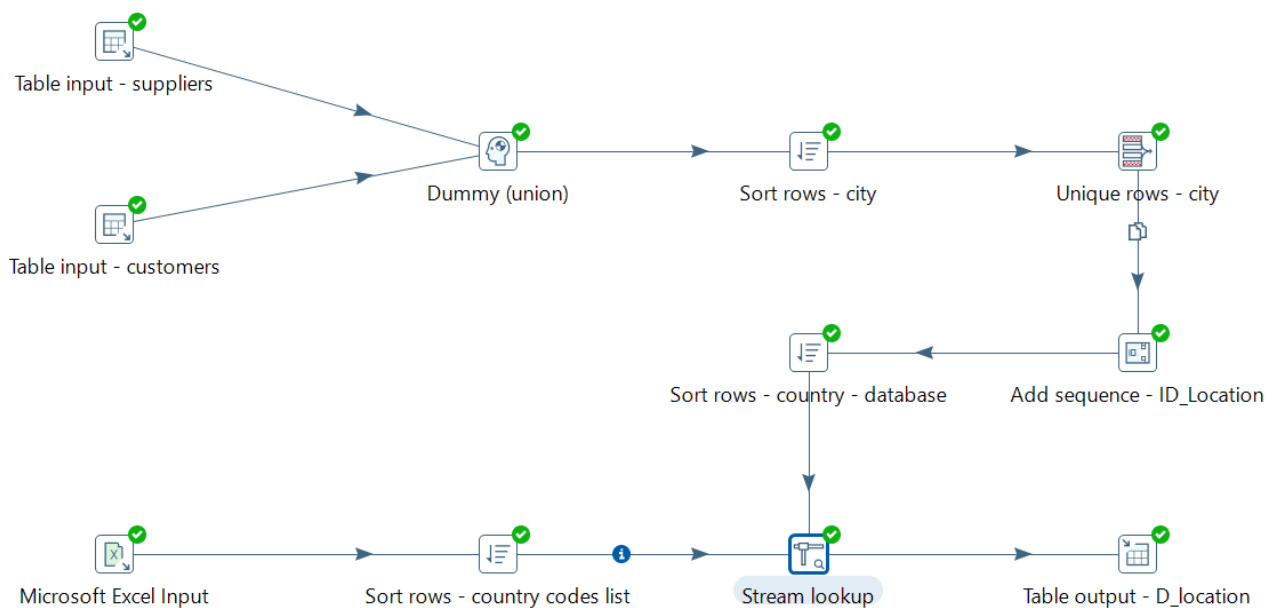 Table input - suppliers
Dummy (union)
Sort rows - city
Unique rows - city
Table input - customers
Sort rows - country - database
Add sequence - ID_Location
Microsoft Excel Input
Sort rows - country codes list
Stream lookup
Table output - D_location